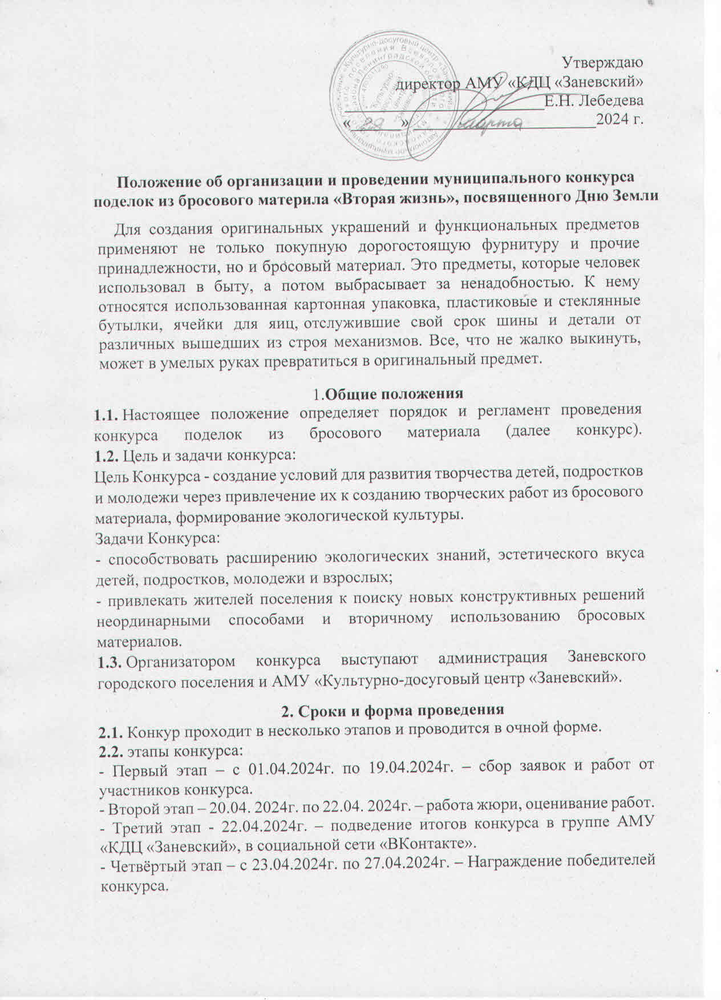 Утверждаю
директор АМУ «КДЦ «Заневский»
Е.Н. Лебедева
« » марта 2024 г.
Положение об организации и проведении муниципального конкурса
поделок из бросового материла «Вторая жизнь», посвященного Дню Земли
Для создания оригинальных украшений и функциональных предметов
применяют не только покупную дорогостоящую фурнитуру и прочие
принадлежности, но и бросовый материал. Это предметы, которые человек
использовал в быту, а потом выбрасывает за ненадобностью. К нему
относятся использованная картонная упаковка, пластиковые и стеклянные
бутылки, ячейки для яиц, отслужившие свой срок шины и детали от
различных вышедших из строя механизмов. Все, что не жалко выкинуть,
может в умелых руках превратиться в оригинальный предмет.
1.Общие положения
1.1. Настоящее положение определяет порядок и регламент проведения
конкурса поделок из бросового материала (далее конкурс).
1.2. Цель и задачи конкурса:
Цель Конкурса - создание условий для развития творчества детей, подростков
и молодежи через привлечение их к созданию творческих работ из бросового
материала, формирование экологической культуры.
Задачи Конкурса:
- способствовать расширению экологических знаний, эстетического вкуса
детей, подростков, молодежи и взрослых;
- привлекать жителей поселения к поиску новых конструктивных решений
неординарными способами и вторичному использованию бросовых
материалов.
1.3. Организатором конкурса выступают администрация Заневского
городского поселения и АМУ «Культурно-досуговый центр «Заневский».
2. Сроки и форма проведения
2.1. Конкур проходит в несколько этапов и проводится в очной форме.
2.2. этапы конкурса:
- Первый этап – с 01.04.2024г. по 19.04.2024г. – сбор заявок и работ от
участников конкурса.
- Второй этап – 20.04. 2024г. по 22.04. 2024г. – работа жюри, оценивание работ.
- Третий этап - 22.04.2024г. – подведение итогов конкурса в группе АМУ
«КДЦ «Заневский», в социальной сети «ВКонтакте».
- Четвёртый этап – с 23.04.2024г. по 27.04.2024г. – Награждение победителей
конкурса.